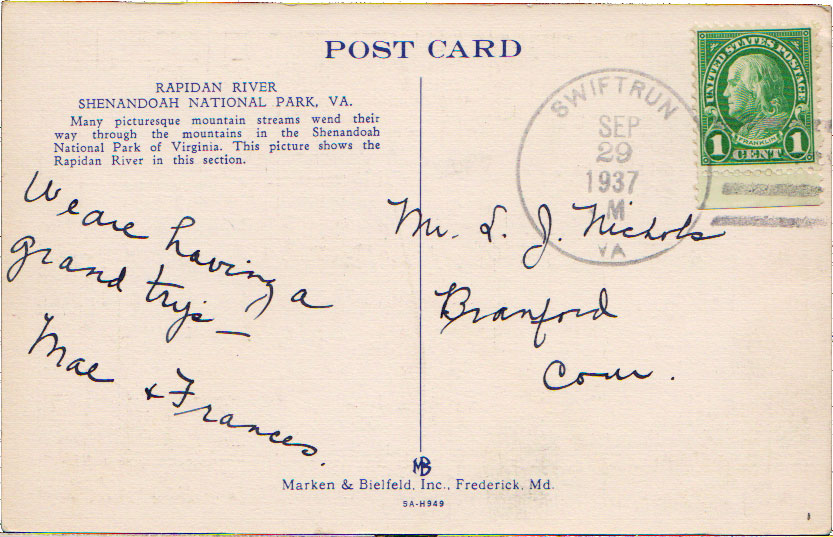 POST CARD
RAPIDAN RIVER
SHENANDOAH NATIONAL PARK, VA.
Many picturesque mountain streams wend their
way through the mountains in the Shenandoah
National Park of Virginia. This picture shows the
Rapidan River in this section.
We are having a
grand trip –
Mae & Frances.
SWIFTRUN
SEP
29
1937
M
VA
UNITED STATES POSTAGE
FRANKLIN
1 CENT 1
Mr. L. J. Nichols
Branford
Conn.
MB
Marken & Bielfeld, Inc., Frederick, Md.
5A-H949